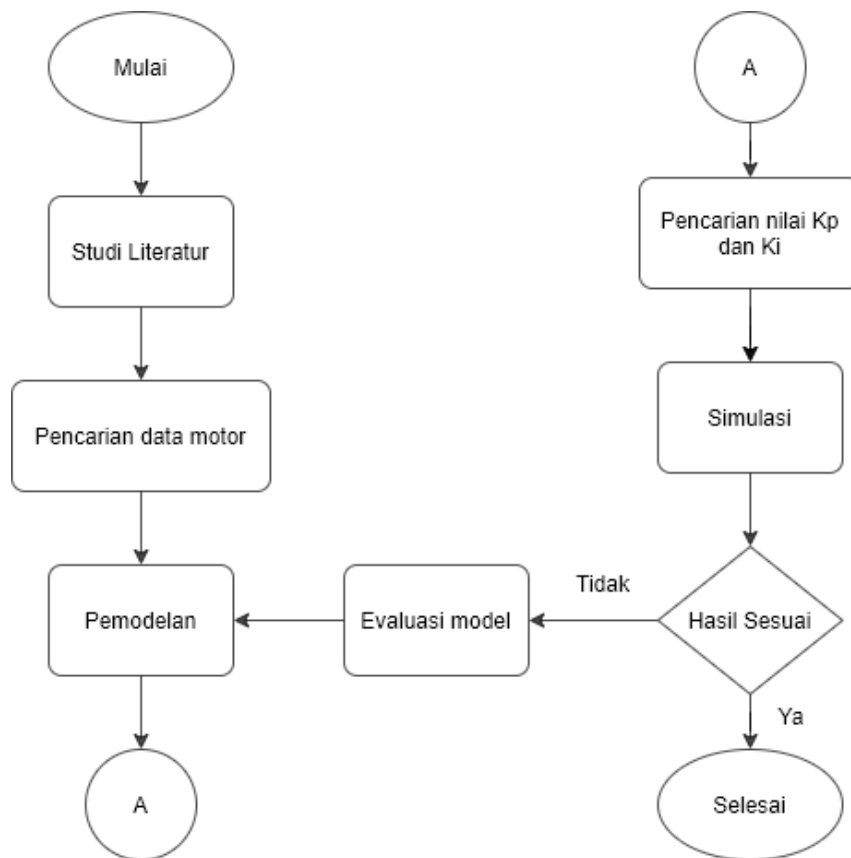 Mulai
Studi Literatur
Pencarian data motor
Pemodelan
A
A
Pencarian nilai Kp
dan Ki
Simulasi
Hasil Sesuai
Tidak
Evaluasi model
Ya
Selesai